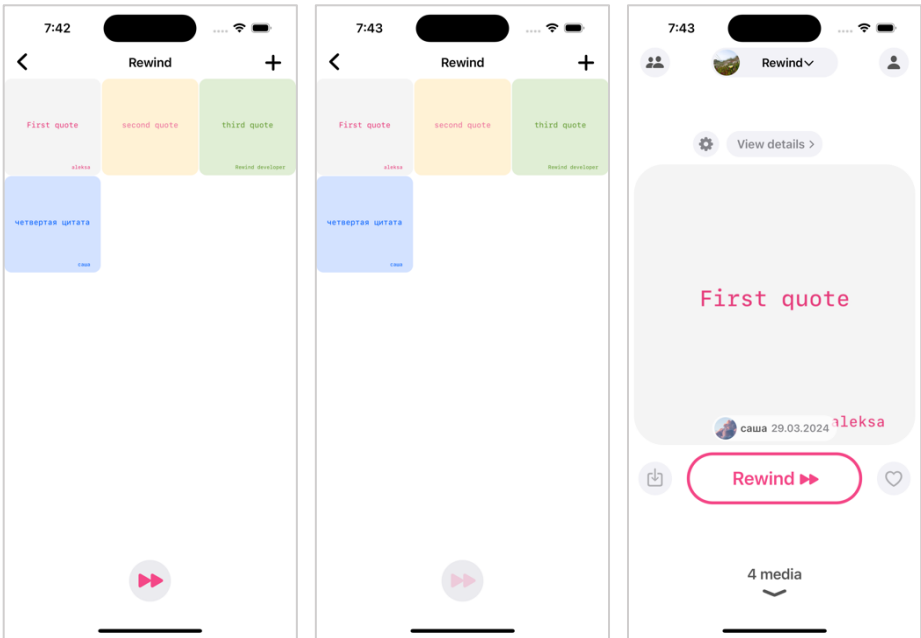 7:42
Rewind
First quote
aleksa
second quote
third quote
Rewind developer
четвертая цитата
саша
7:43
Rewind
First quote
aleksa
second quote
third quote
Rewind developer
четвертая цитата
саша
7:43
Rewind
View details >
First quote
aleksa
саша 29.03.2024
Rewind
4 media